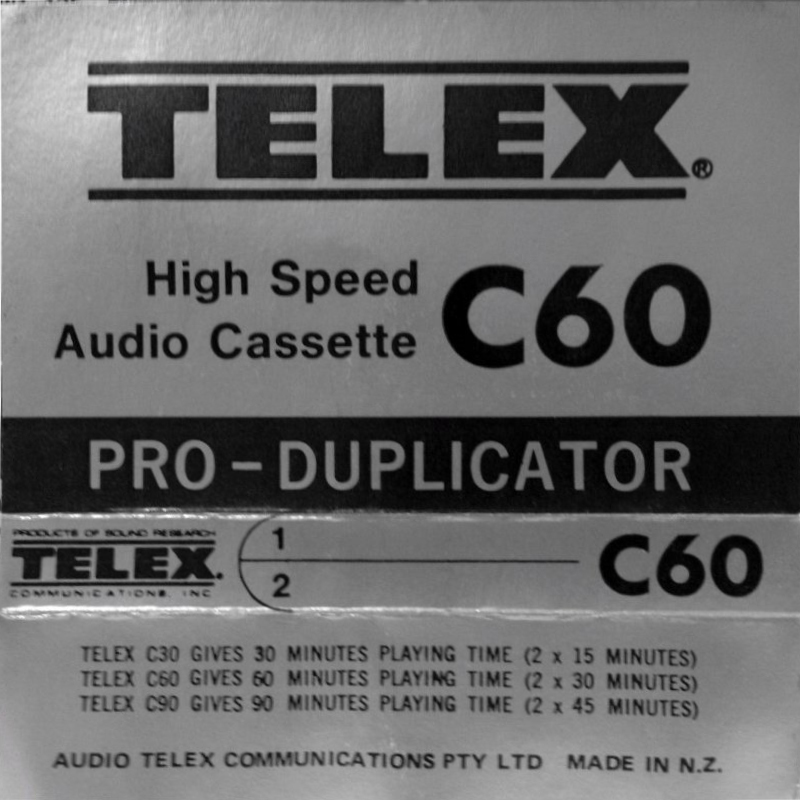 TELEX®
High Speed
Audio Cassette C60
PRO-DUPLICATOR
PRODUCTS OF SOUND RESEARCH
TELEX.
COMMUNICATIONS, INC
1
2
C60
TELEX C30 GIVES 30 MINUTES PLAYING TIME (2 x 15 MINUTES)
TELEX C60 GIVES 60 MINUTES PLAYING TIME (2 x 30 MINUTES)
TELEX C90 GIVES 90 MINUTES PLAYING TIME (2 x 45 MINUTES)
AUDIO TELEX COMMUNICATIONS PTY LTD MADE IN N.Z.